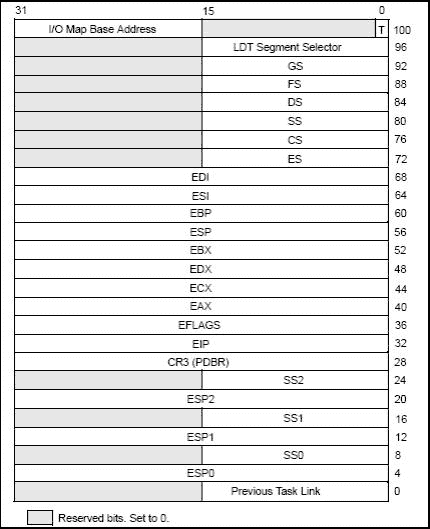 31 15 0
I/O Map Base Address T 100
LDT Segment Selector 96
GS 92
FS 88
DS 84
SS 80
CS 76
ES 72
EDI 68
ESI 64
EBP 60
ESP 56
EBX 52
EDX 48
ECX 44
EAX 40
EFLAGS 36
EIP 32
CR3 (PDBR) 28
SS2 24
ESP2 20
SS1 16
ESP1 12
SS0 8
ESP0 4
Previous Task Link 0
Reserved bits. Set to 0.